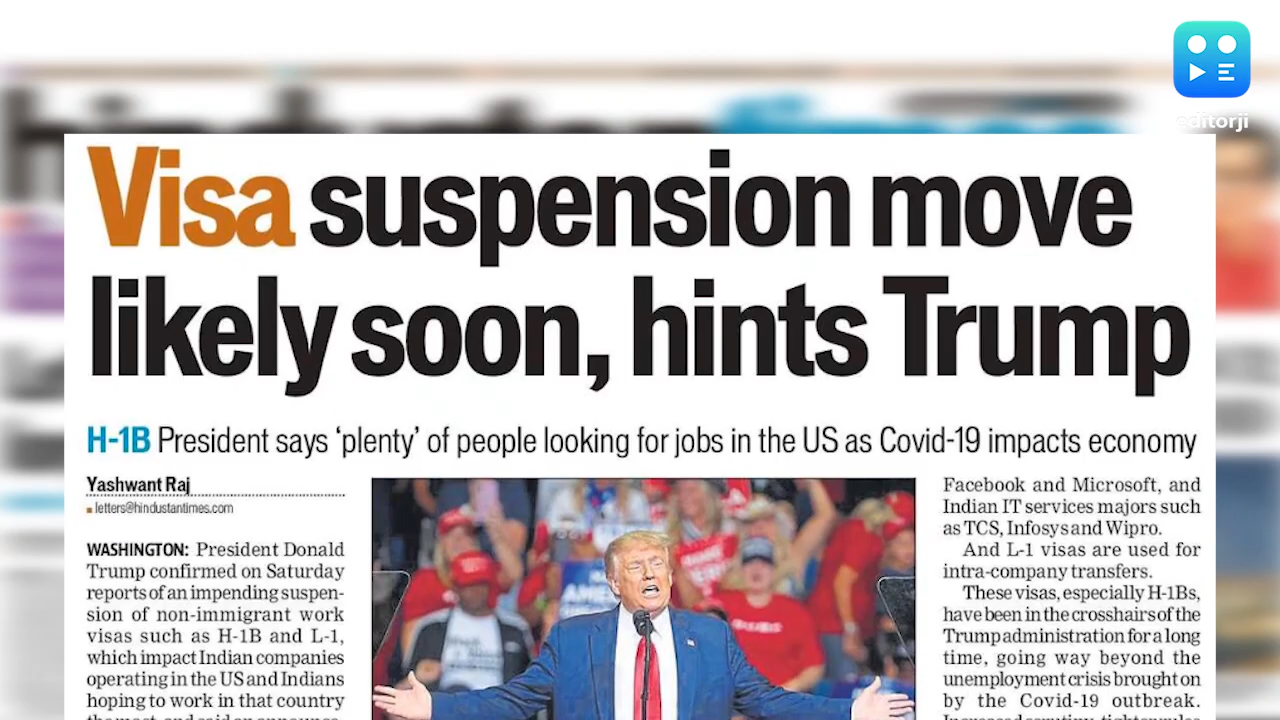 editorji
Visa suspension move
likely soon, hints Trump
H-1B President says ‘plenty’ of people looking for jobs in the US as Covid-19 impacts economy
Yashwant Raj
letters@hindustantimes.com
WASHINGTON: President Donald
Trump confirmed on Saturday
reports of an impending suspen-
sion of non-immigrant work
visas such as H-1B and L-1,
which impact Indian companies
operating in the US and Indians
hoping to work in that country
Facebook and Microsoft, and
Indian IT services majors such
as TCS, Infosys and Wipro.
And L-1 visas are used for
intra-company transfers.
These visas, especially H-1Bs,
have been in the crosshairs of the
Trump administration for a long
time, going way beyond the
unemployment crisis brought on
by the Covid-19 outbreak.